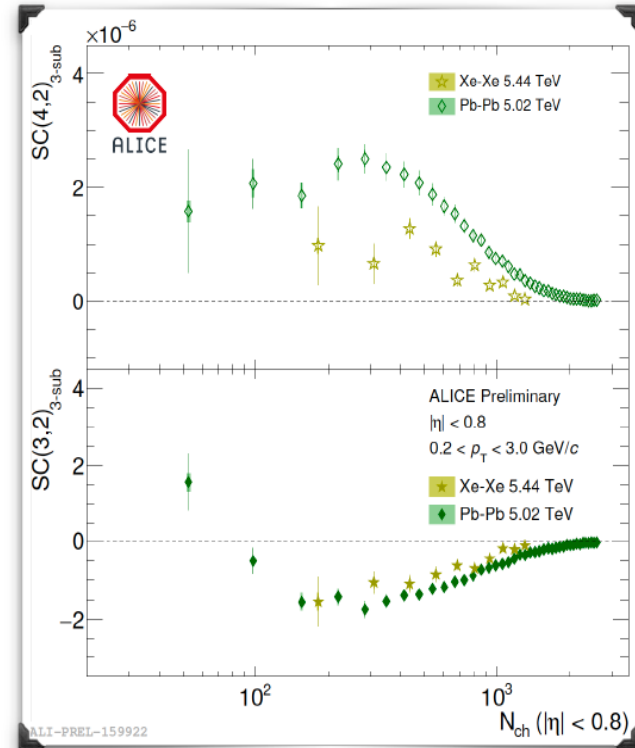 ×10⁻⁶
SC(4,2)3-sub
4
2
0
ALICE
Xe-Xe 5.44 TeV
Pb-Pb 5.02 TeV
SC(3,2)3-sub
4
2
0
−2
ALICE Preliminary
|η| < 0.8
0.2 < pT < 3.0 GeV/c
Xe-Xe 5.44 TeV
Pb-Pb 5.02 TeV
10² 10³
Nch (|η| < 0.8)
ALI-PREL-159922